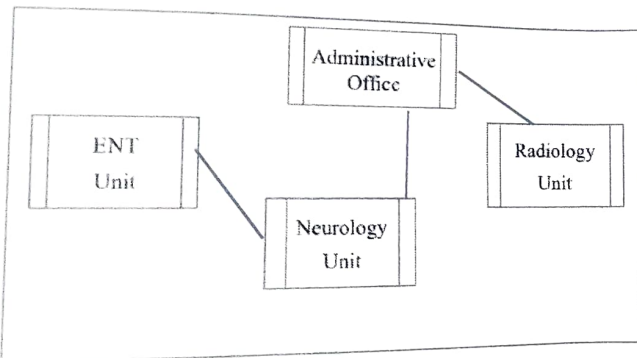 Administrative
Office
ENT
Unit
Radiology
Unit
Neurology
Unit